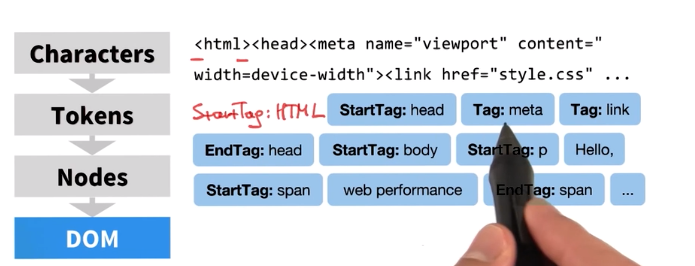 Characters
Tokens
Nodes
DOM
<html><head><meta name="viewport" content="
width=device-width"><link href="style.css" ...
StartTag: HTML StartTag: head Tag: meta Tag: link
EndTag: head StartTag: body StartTag: p Hello,
StartTag: span web performance EndTag: span ...